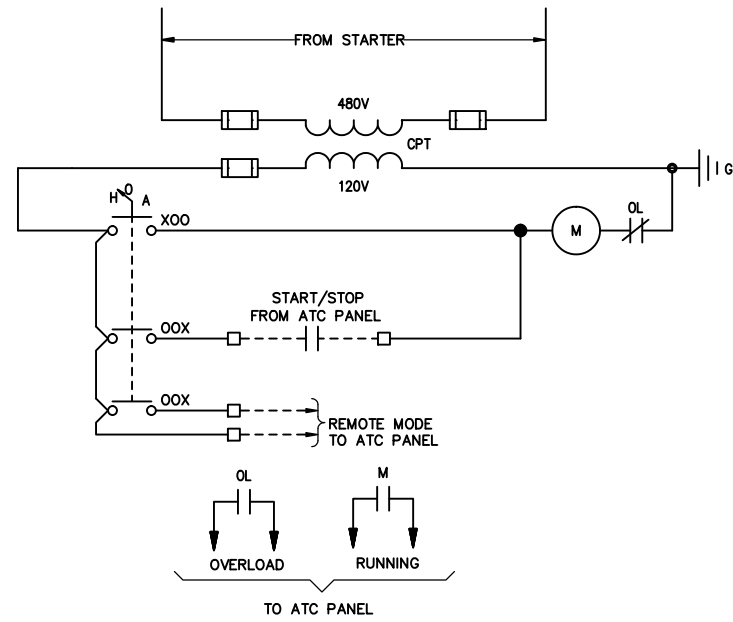 FROM STARTER
480V
CPT
120V
G
H O A
XOO
OL
M
START/STOP
FROM ATC PANEL
OOX
OOX
REMOTE MODE
TO ATC PANEL
OL
M
OVERLOAD
RUNNING
TO ATC PANEL